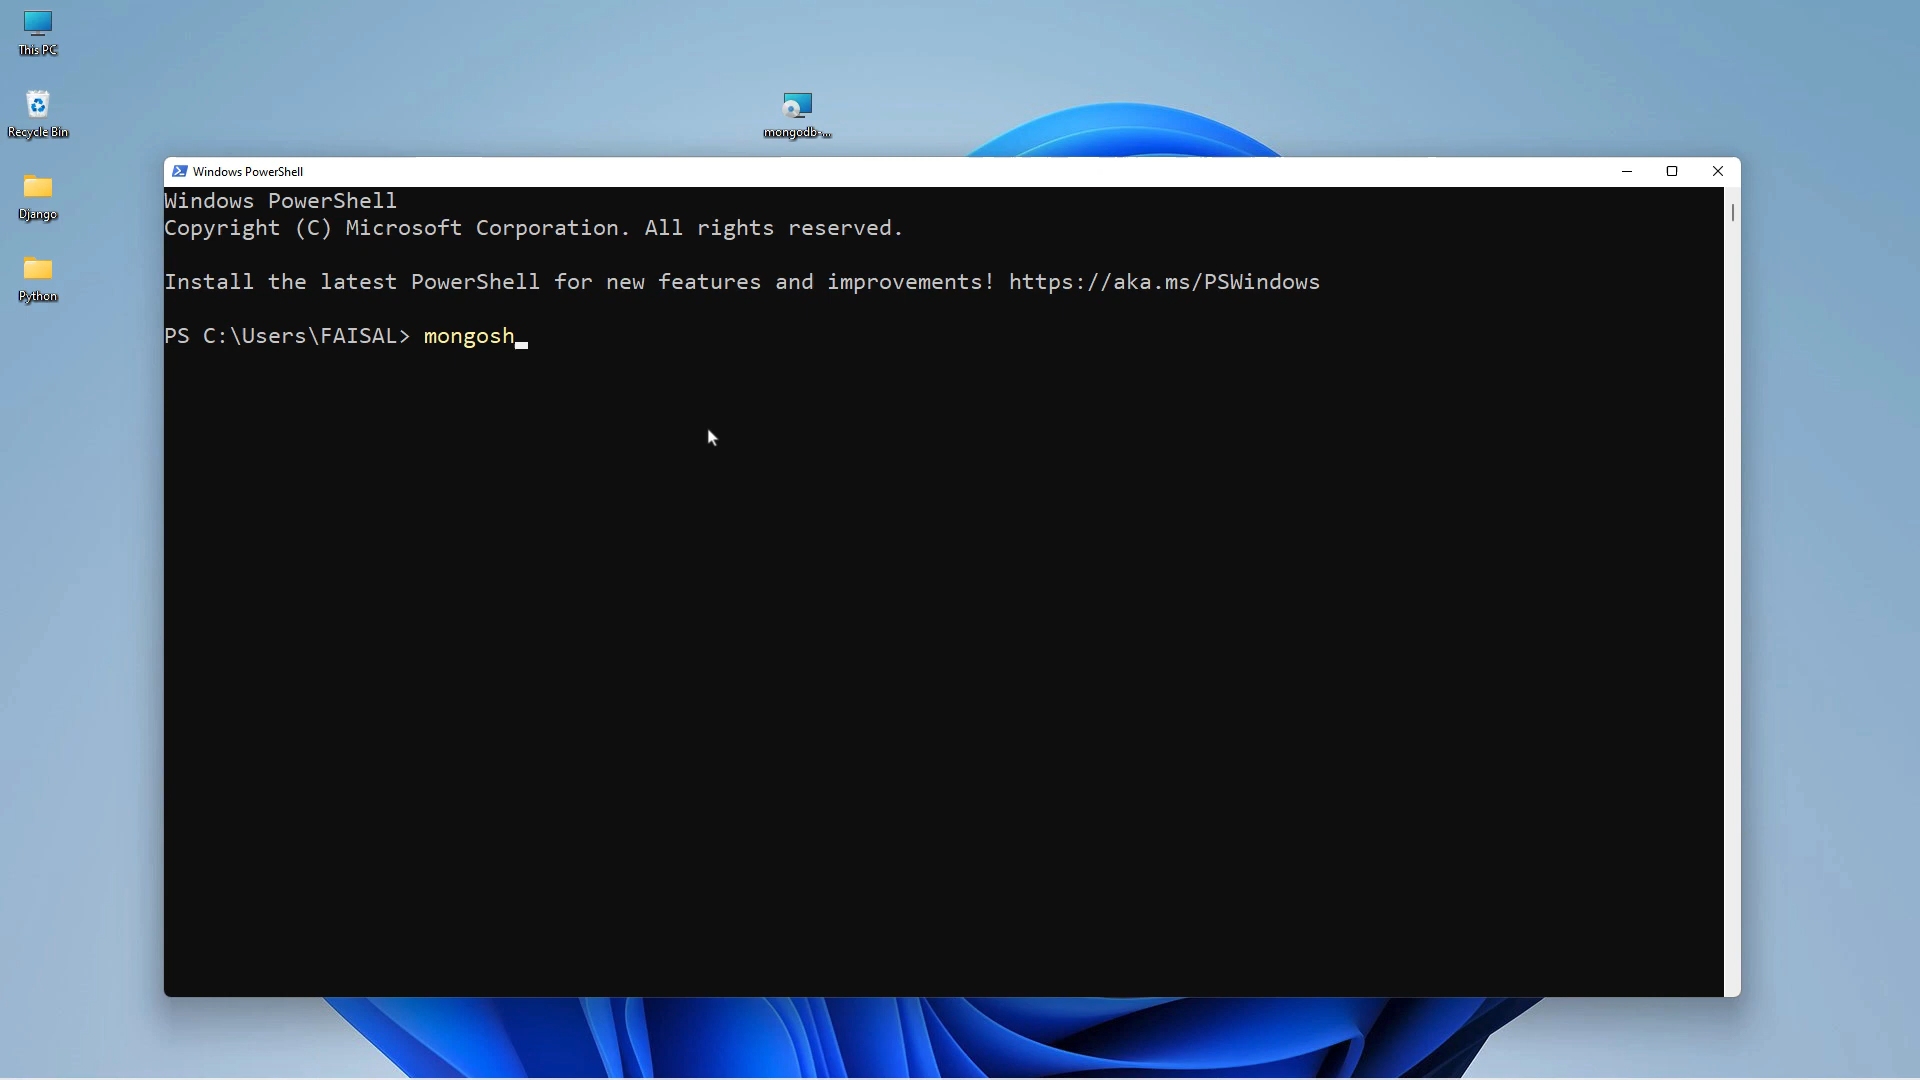 This PC
Recycle Bin
Django
Python
mongodb-...
Windows PowerShell
Windows PowerShell
Copyright (C) Microsoft Corporation. All rights reserved.
Install the latest PowerShell for new features and improvements! https://aka.ms/PSWindows
PS C:\Users\FAISAL> mongosh